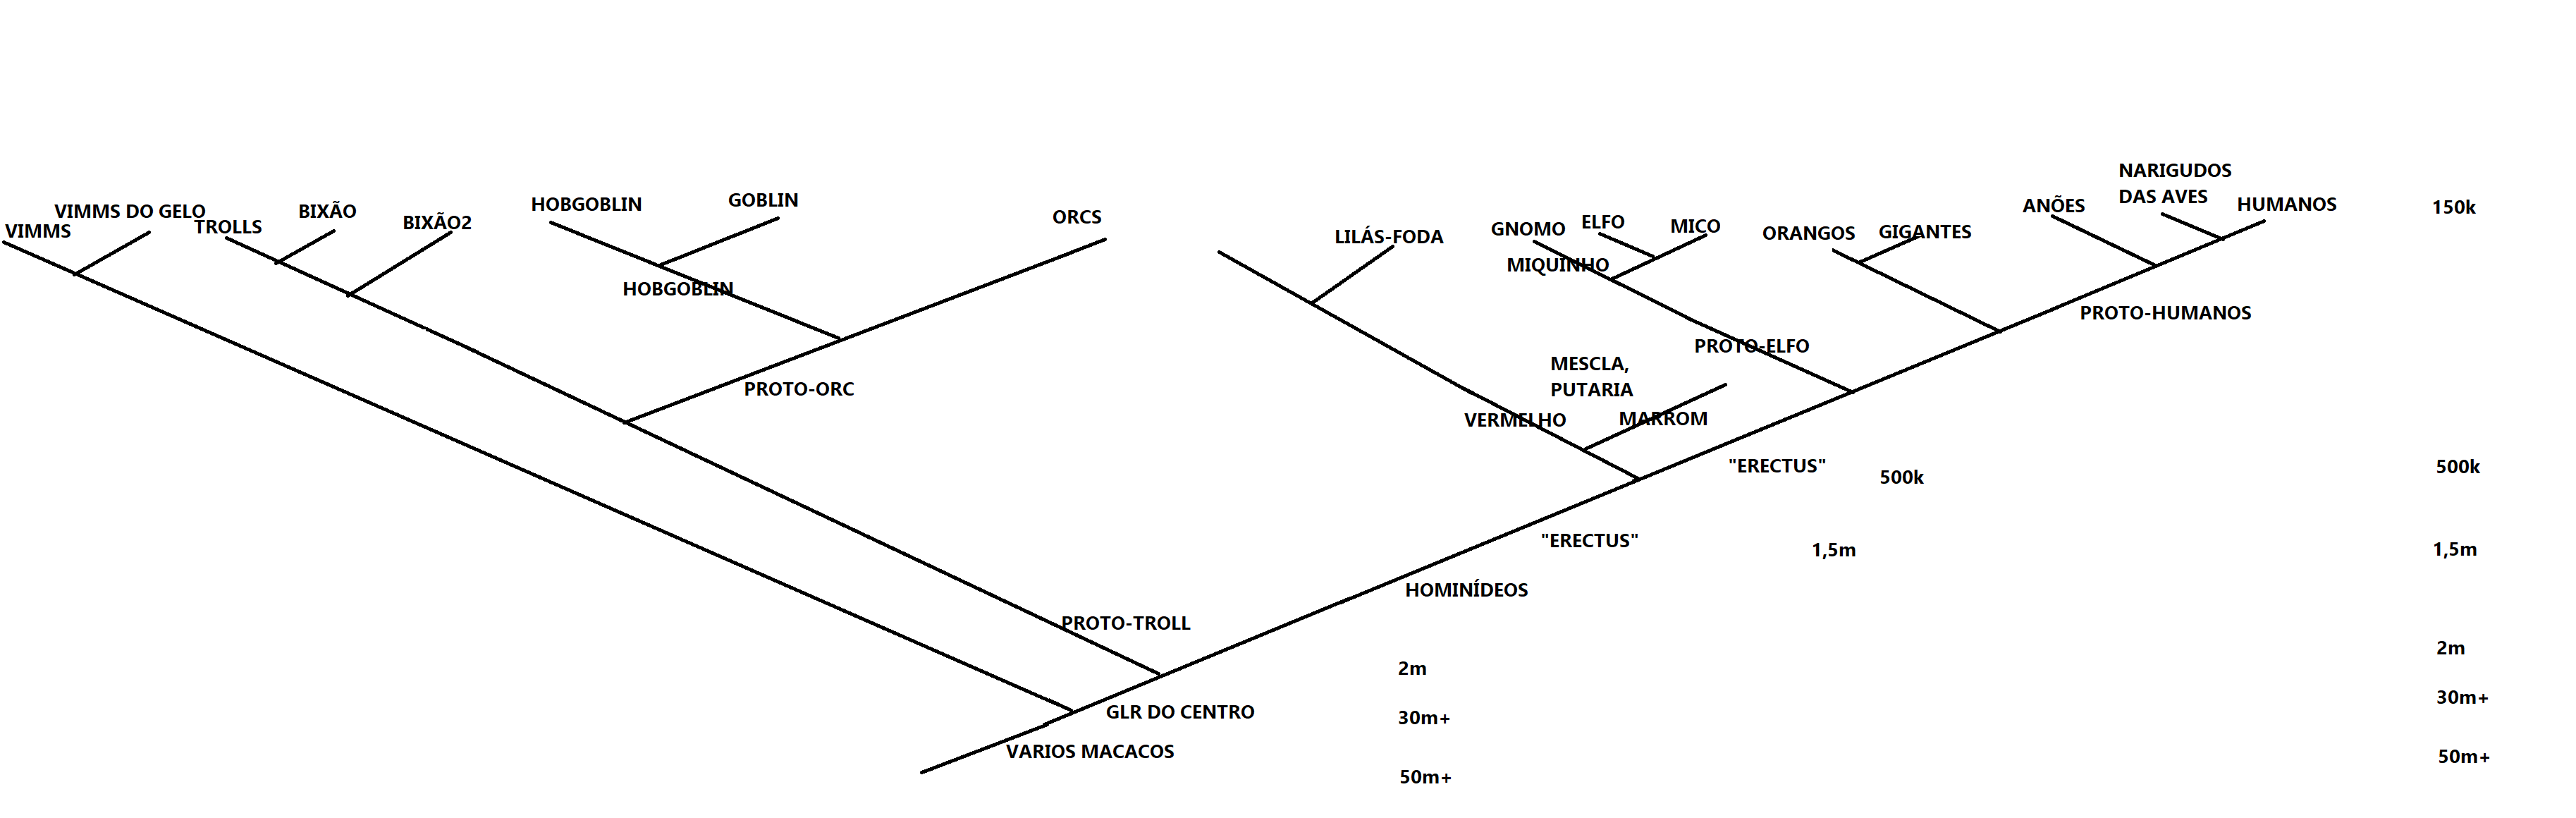 NARIGUDOS
DAS AVES
HOBGOBLIN
GOBLIN
ANÕES
HUMANOS
150k
VIMMS DO GELO
BIXÃO
BIXÃO2
ORCS
VIMMS
TROLLS
LILÁS-FODA
GNOMO
ELFO
MICO
ORANGOS
GIGANTES
MIQUINHO
HOBGOBLIN
PROTO-HUMANOS
PROTO-ELFO
MESCLA,
PUTARIA
PROTO-ORC
VERMELHO
MARROM
"ERECTUS"
500k
500k
"ERECTUS"
1,5m
1,5m
HOMINÍDEOS
PROTO-TROLL
2m
2m
GLR DO CENTRO
30m+
30m+
VARIOS MACACOS
50m+
50m+